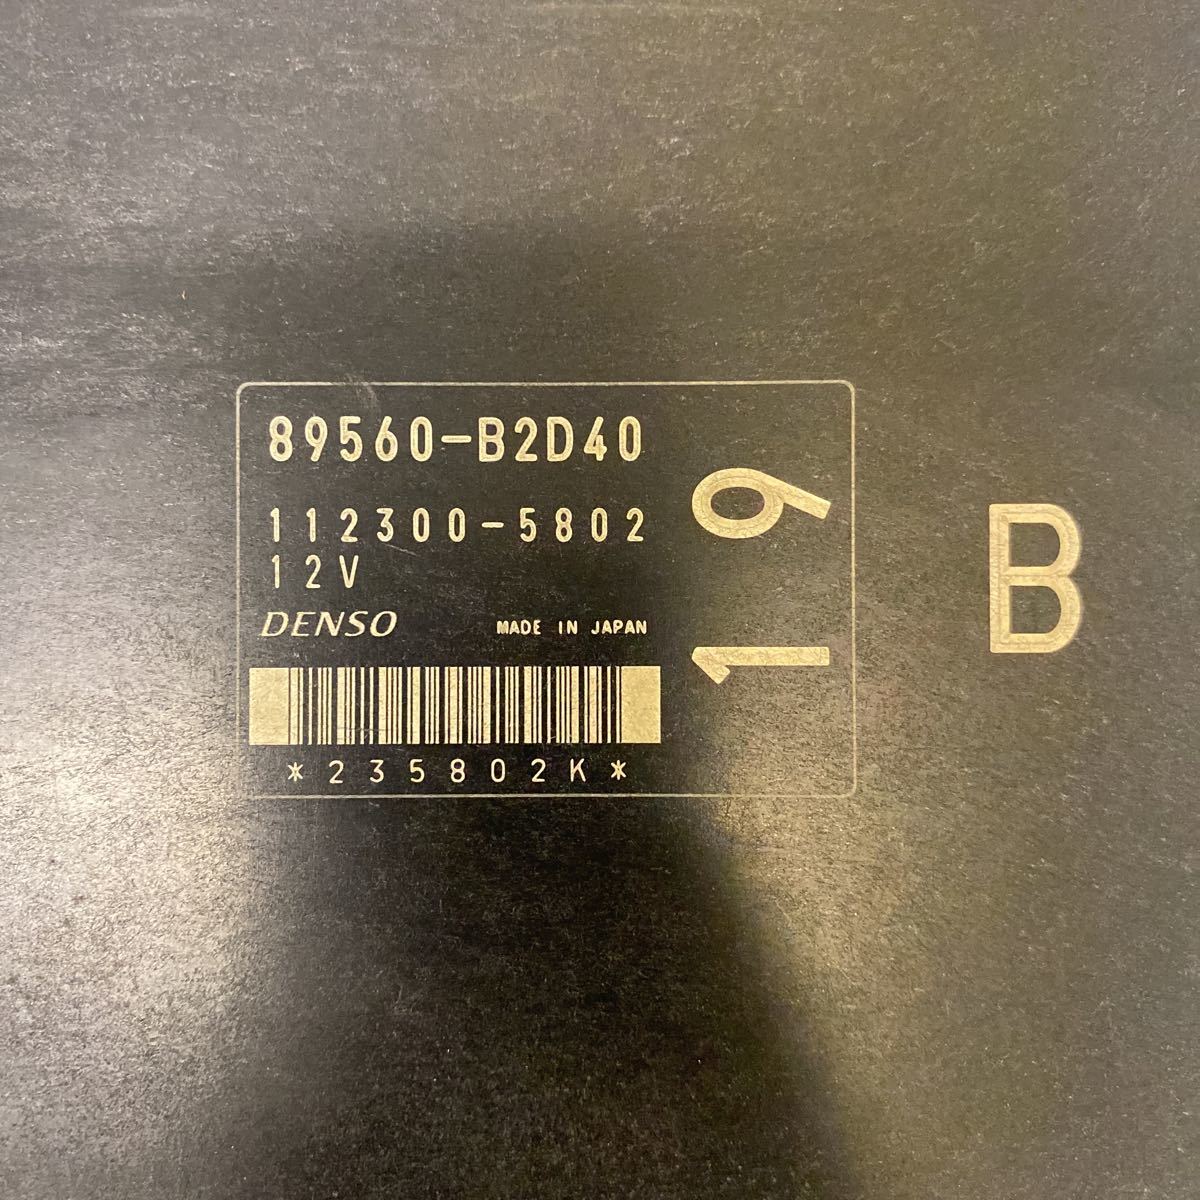 89560-B2D40
112300-5802
12V
DENSO MADE IN JAPAN
*235802K*
19
B